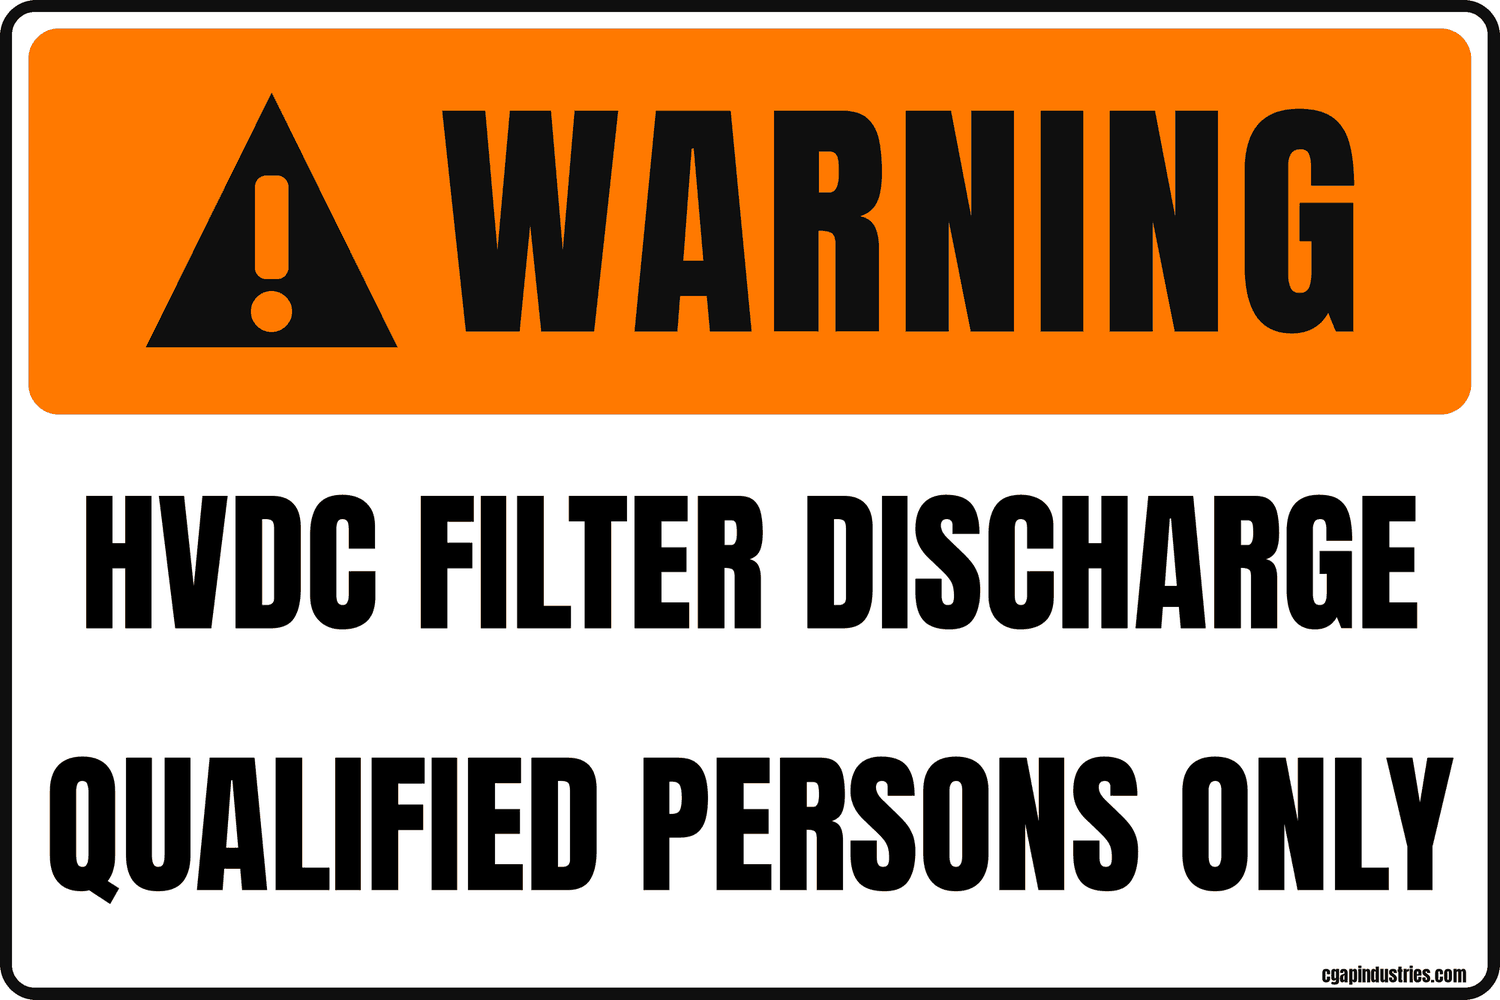 WARNING
HVDC FILTER DISCHARGE
QUALIFIED PERSONS ONLY
cgapindustries.com